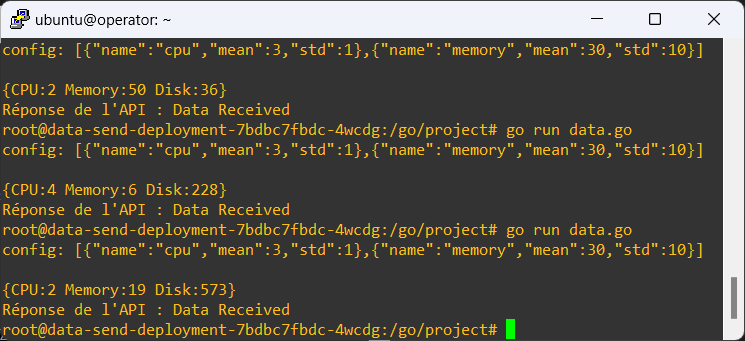 ubuntu@operator: ~
config: [{"name":"cpu","mean":3,"std":1},{"name":"memory","mean":30,"std":10}]
{CPU:2 Memory:50 Disk:36}
Réponse de l'API : Data Received
root@data-send-deployment-7bdbc7fbdc-4wcdg:/go/project# go run data.go
config: [{"name":"cpu","mean":3,"std":1},{"name":"memory","mean":30,"std":10}]
{CPU:4 Memory:6 Disk:228}
Réponse de l'API : Data Received
root@data-send-deployment-7bdbc7fbdc-4wcdg:/go/project# go run data.go
config: [{"name":"cpu","mean":3,"std":1},{"name":"memory","mean":30,"std":10}]
{CPU:2 Memory:19 Disk:573}
Réponse de l'API : Data Received
root@data-send-deployment-7bdbc7fbdc-4wcdg:/go/project#